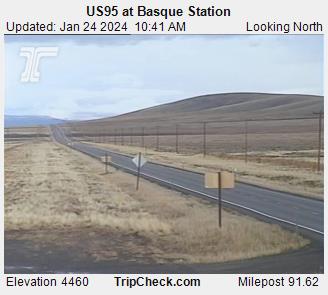 US95 at Basque Station
Updated: Jan 24 2024 10:41 AM Looking North
Elevation 4460 TripCheck.com Milepost 91.62